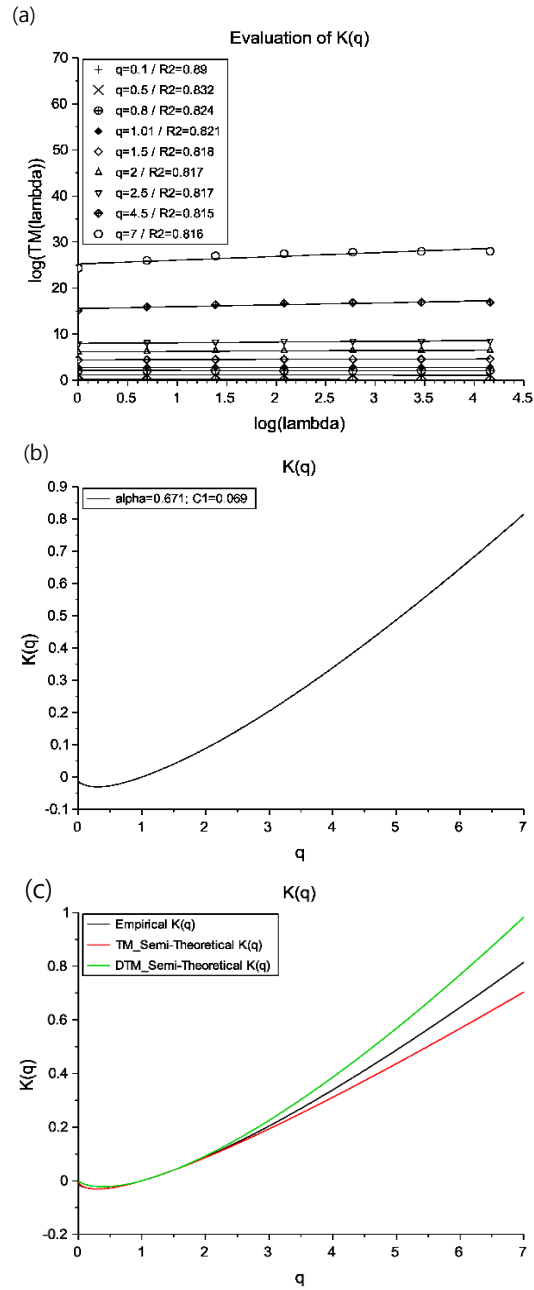 (a)
Evaluation of K(q)
70
60
50
40
30
20
10
0
log(TM(lambda))
q=0.1 / R2=0.89
q=0.5 / R2=0.832
q=0.8 / R2=0.824
q=1.01 / R2=0.821
q=1.5 / R2=0.818
q=2 / R2=0.817
q=2.5 / R2=0.817
q=4.5 / R2=0.815
q=7 / R2=0.816
0 0.5 1 1.5 2 2.5 3 3.5 4 4.5
log(lambda)
(b)
K(q)
0.9
0.8
0.7
0.6
0.5
0.4
0.3
0.2
0.1
0
-0.1
K(q)
alpha=0.671; C1=0.069
0 1 2 3 4 5 6 7
q
(c)
K(q)
1
0.8
0.6
0.4
0.2
0
-0.2
K(q)
Empirical K(q)
TM_Semi-Theoretical K(q)
DTM_Semi-Theoretical K(q)
0 1 2 3 4 5 6 7
q